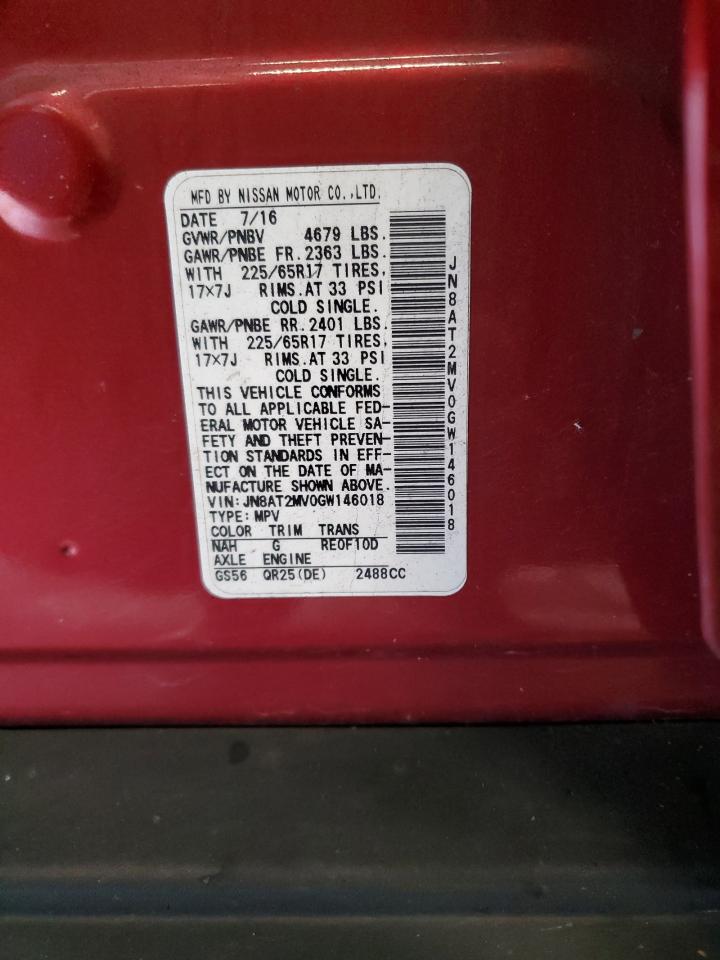 MFD BY NISSAN MOTOR CO.,LTD.
DATE 7/16
GVWR/PNBV 4679 LBS.
GAWR/PNBE FR. 2363 LBS.
WITH 225/65R17 TIRES,
17×7J RIMS. AT 33 PSI
COLD SINGLE.
GAWR/PNBE RR. 2401 LBS.
WITH 225/65R17 TIRES,
17×7J RIMS. AT 33 PSI
COLD SINGLE.
THIS VEHICLE CONFORMS
TO ALL APPLICABLE FED-
ERAL MOTOR VEHICLE SA-
FETY AND THEFT PREVEN-
TION STANDARDS IN EFF-
ECT ON THE DATE OF MA-
NUFACTURE SHOWN ABOVE.
VIN: JN8AT2MV0GW146018
TYPE: MPV
COLOR TRIM TRANS
NAH G RE0F10D
AXLE ENGINE
GS56 QR25(DE) 2488CC
JN8AT2MV0GW146018